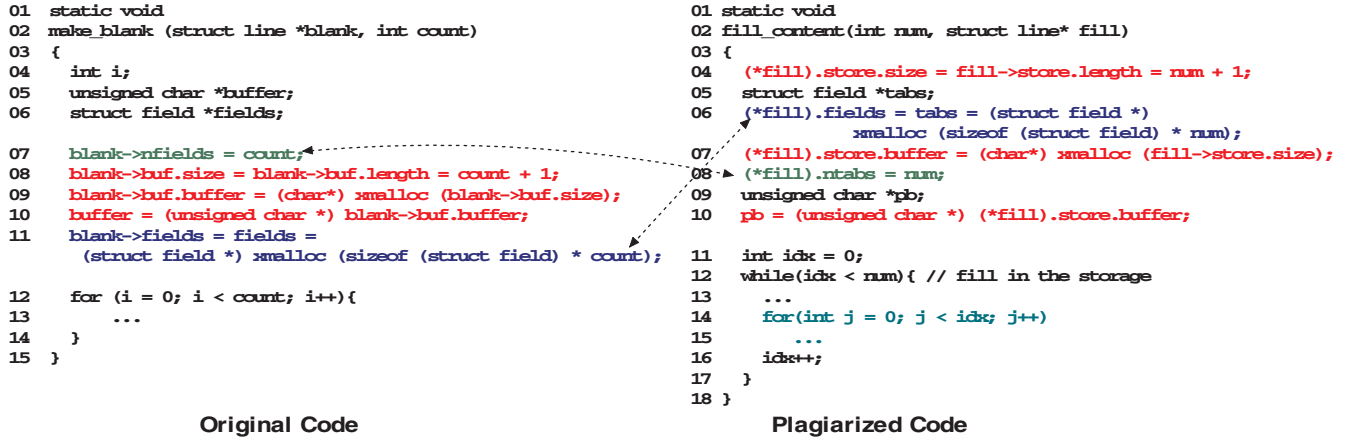 01 static void
02 make_blank (struct line *blank, int count)
03 {
04 int i;
05 unsigned char *buffer;
06 struct field *fields;
07 blank->nfields = count;
08 blank->buf.size = blank->buf.length = count + 1;
09 blank->buf.buffer = (char*) xmalloc (blank->buf.size);
10 buffer = (unsigned char *) blank->buf.buffer;
11 blank->fields = fields =
(struct field *) xmalloc (sizeof (struct field) * count);
12 for (i = 0; i < count; i++){
13 ...
14 }
15 }
Original Code
01 static void
02 fill_content(int num, struct line* fill)
03 {
04 (*fill).store.size = fill->store.length = num + 1;
05 struct field *tabs;
06 (*fill).fields = tabs = (struct field *)
xmalloc (sizeof (struct field) * num);
07 (*fill).store.buffer = (char*) xmalloc (fill->store.size);
08 (*fill).ntabs = num;
09 unsigned char *pb;
10 pb = (unsigned char *) (*fill).store.buffer;
11 int idx = 0;
12 while(idx < num){ // fill in the storage
13 ...
14 for(int j = 0; j < idx; j++)
15 ...
16 idx++;
17 }
18 }
Plagiarized Code